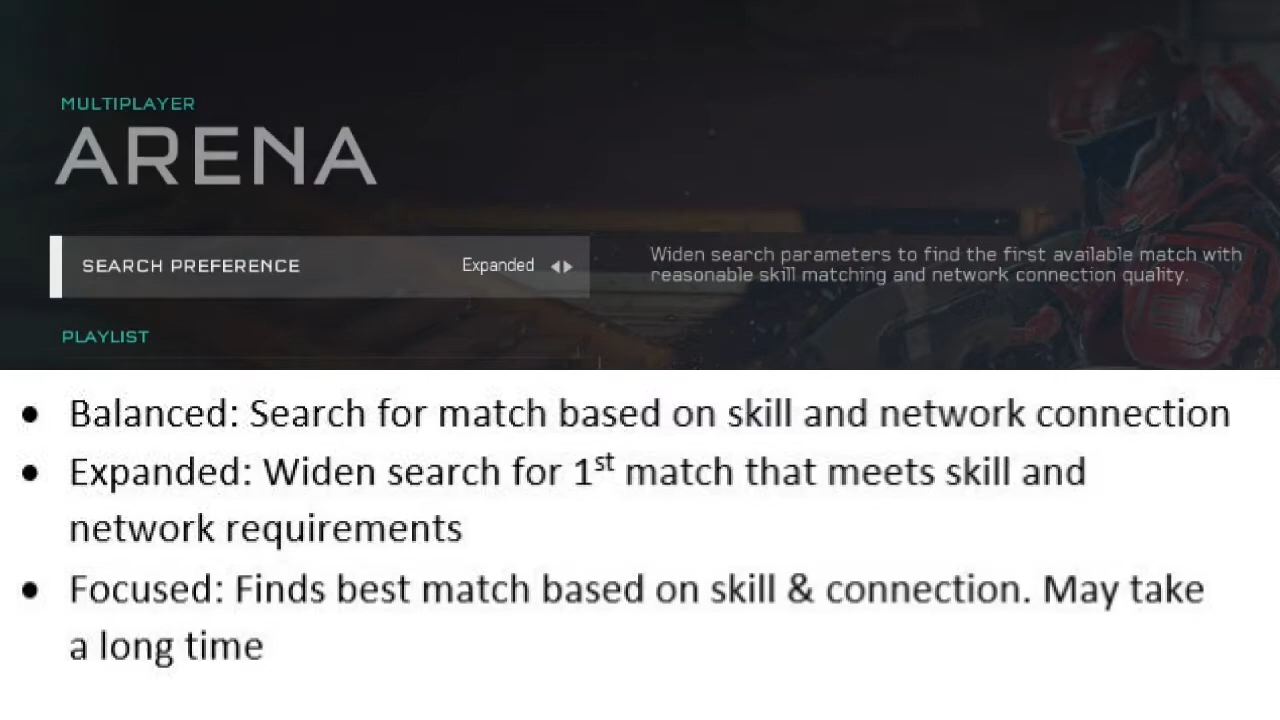 MULTIPLAYER
ARENA
SEARCH PREFERENCE Expanded
Widen search parameters to find the first available match with
reasonable skill matching and network connection quality.
PLAYLIST
• Balanced: Search for match based on skill and network connection
• Expanded: Widen search for 1st match that meets skill and
network requirements
• Focused: Finds best match based on skill & connection. May take
a long time